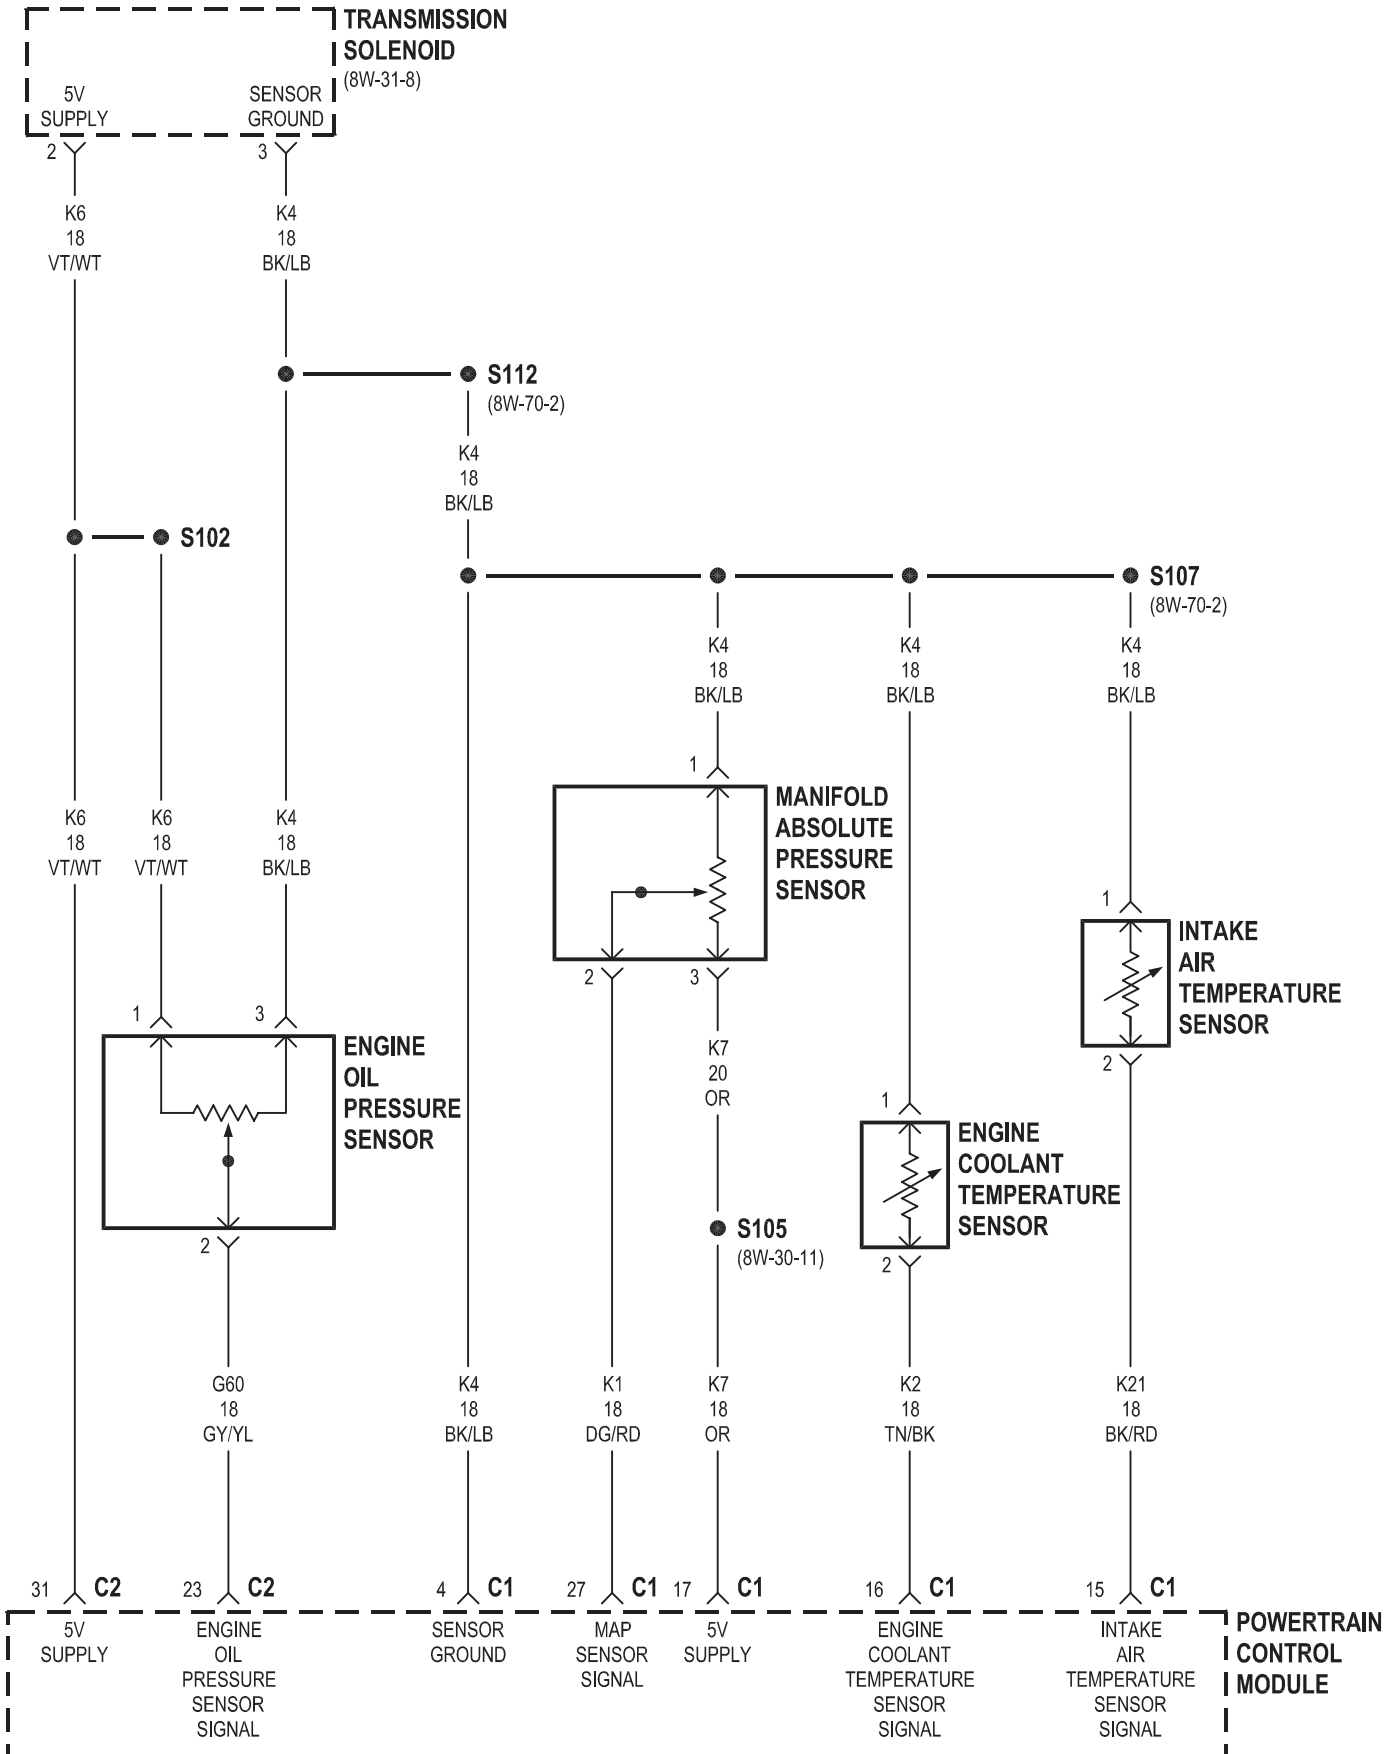 TRANSMISSION
SOLENOID
(8W-31-8)
5V
SUPPLY
SENSOR
GROUND
2
3
K6
18
VT/WT
K4
18
BK/LB
S112
(8W-70-2)
K4
18
BK/LB
S102
S107
(8W-70-2)
K4
18
BK/LB
K4
18
BK/LB
K4
18
BK/LB
K6
18
VT/WT
K6
18
VT/WT
K4
18
BK/LB
1
MANIFOLD
ABSOLUTE
PRESSURE
SENSOR
2
3
1
INTAKE
AIR
TEMPERATURE
SENSOR
2
1
3
ENGINE
OIL
PRESSURE
SENSOR
2
K7
20
OR
1
ENGINE
COOLANT
TEMPERATURE
SENSOR
2
S105
(8W-30-11)
G60
18
GY/YL
K4
18
BK/LB
K1
18
DG/RD
K7
18
OR
K2
18
TN/BK
K21
18
BK/RD
31 C2
23 C2
4 C1
27 C1
17 C1
16 C1
15 C1
5V
SUPPLY
ENGINE
OIL
PRESSURE
SENSOR
SIGNAL
SENSOR
GROUND
MAP
SENSOR
SIGNAL
5V
SUPPLY
ENGINE
COOLANT
TEMPERATURE
SENSOR
SIGNAL
INTAKE
AIR
TEMPERATURE
SENSOR
SIGNAL
POWERTRAIN
CONTROL
MODULE